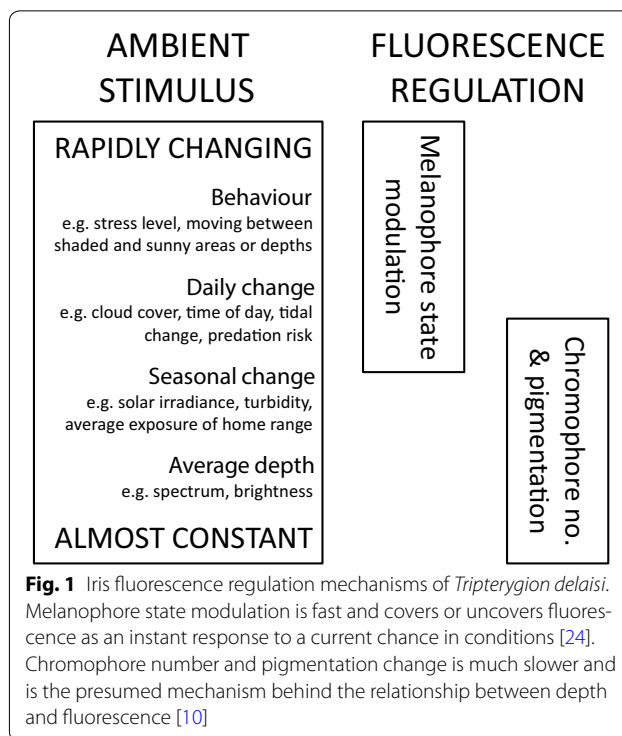 AMBIENT
STIMULUS
FLUORESCENCE
REGULATION
RAPIDLY CHANGING
Behaviour
e.g. stress level, moving between
shaded and sunny areas or depths
Daily change
e.g. cloud cover, time of day, tidal
change, predation risk
Seasonal change
e.g. solar irradiance, turbidity,
average exposure of home range
Average depth
e.g. spectrum, brightness
ALMOST CONSTANT
Melanophore state
modulation
Chromophore no.
& pigmentation
Fig. 1 Iris fluorescence regulation mechanisms of Tripterygion delaisi.
Melanophore state modulation is fast and covers or uncovers fluores-
cence as an instant response to a current chance in conditions [24].
Chromophore number and pigmentation change is much slower and
is the presumed mechanism behind the relationship between depth
and fluorescence [10]